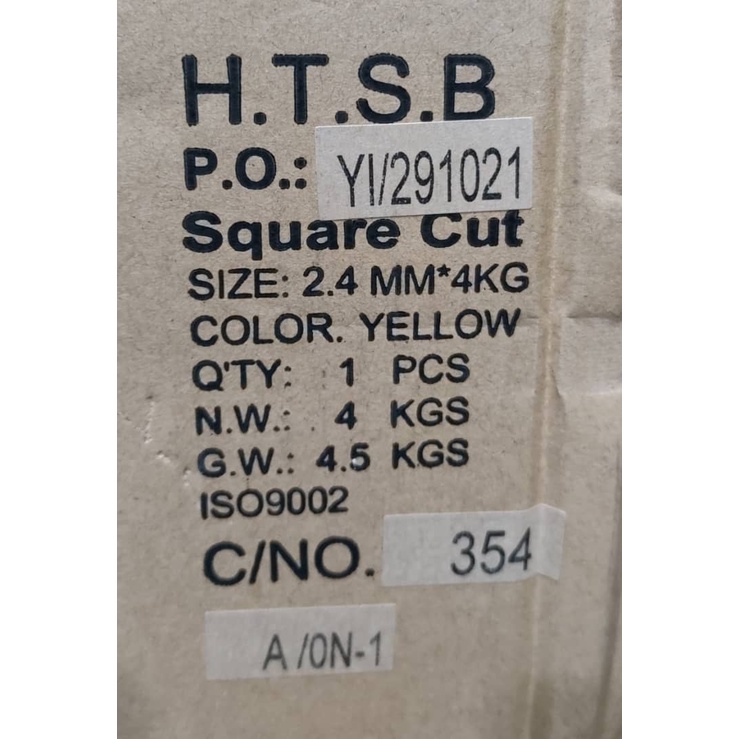 H.T.S.B
P.O.: YI/291021
Square Cut
SIZE: 2.4 MM*4KG
COLOR. YELLOW
Q'TY: 1 PCS
N.W.: 4 KGS
G.W.: 4.5 KGS
ISO9002
C/NO. 354
A /0N-1